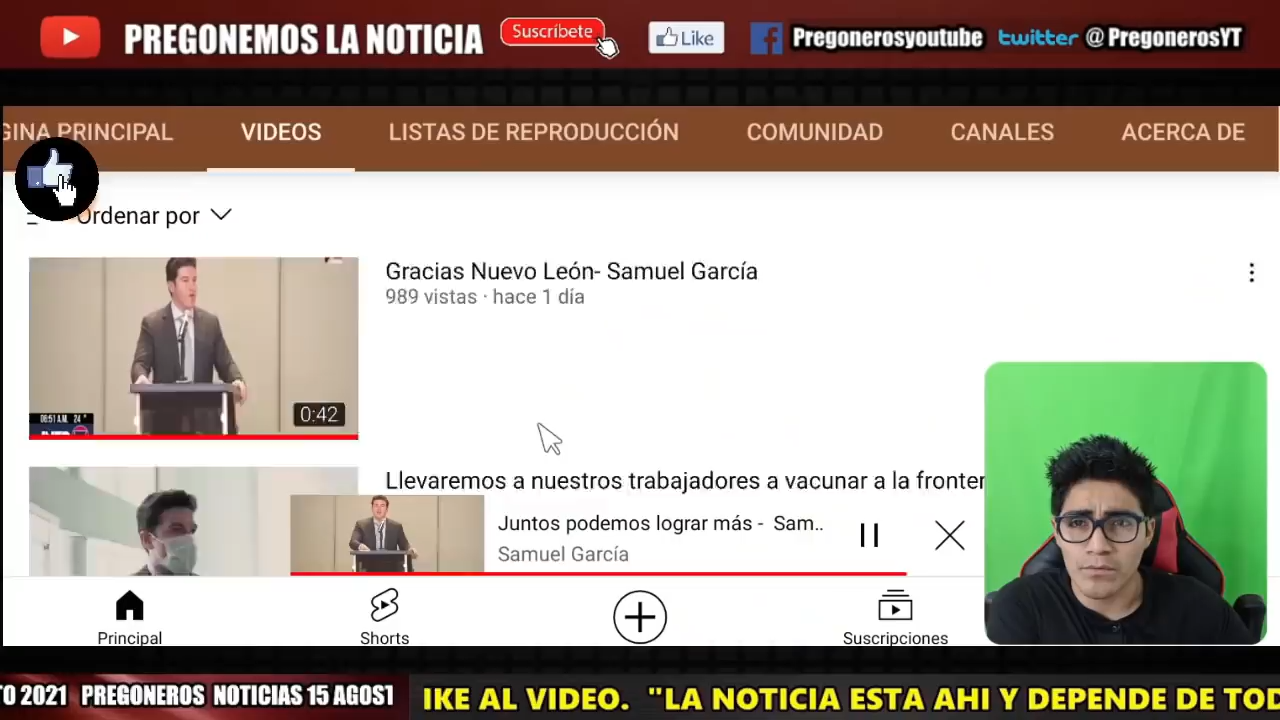 PREGONEMOS LA NOTICIA Suscríbete Like Pregonerosyoutube twitter @PregonerosYT
GINA PRINCIPAL VIDEOS LISTAS DE REPRODUCCIÓN COMUNIDAD CANALES ACERCA DE
Ordenar por
Gracias Nuevo León- Samuel García
989 vistas · hace 1 día
0:42
06:51 A.M. 24°
Llevaremos a nuestros trabajadores a vacunar a la fronter
Juntos podemos lograr más - Sam..
Samuel García
Principal Shorts Suscripciones
TO 2021 PREGONEROS NOTICIAS 15 AGOST IKE AL VIDEO. "LA NOTICIA ESTA AHI Y DEPENDE DE TOD